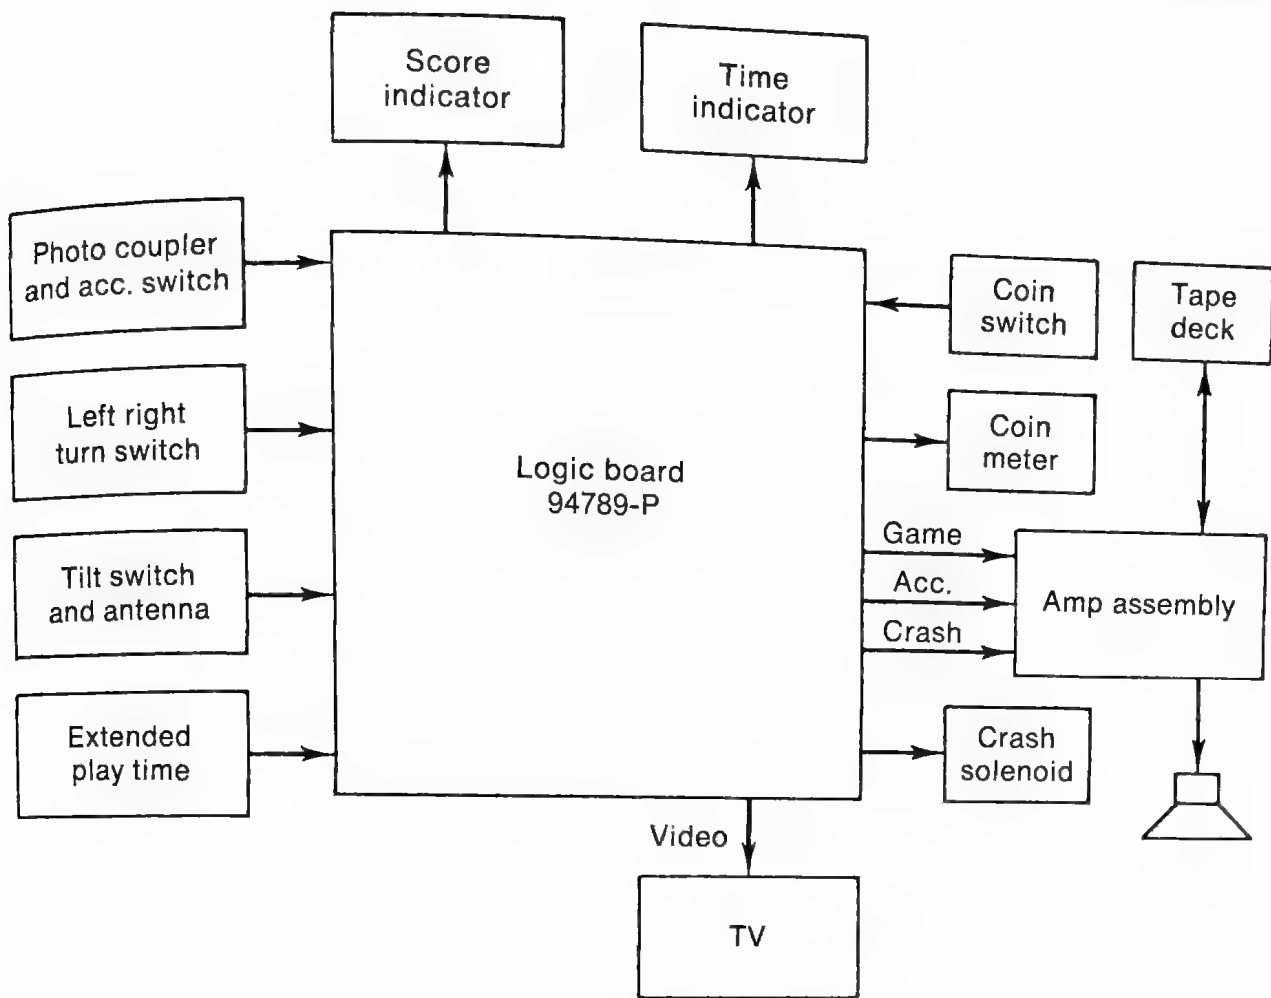 Score
indicator
Time
indicator
Photo coupler
and acc. switch
Left right
turn switch
Tilt switch
and antenna
Extended
play time
Logic board
94789-P
Coin
switch
Tape
deck
Coin
meter
Game
Acc.
Crash
Amp assembly
Crash
solenoid
Video
TV